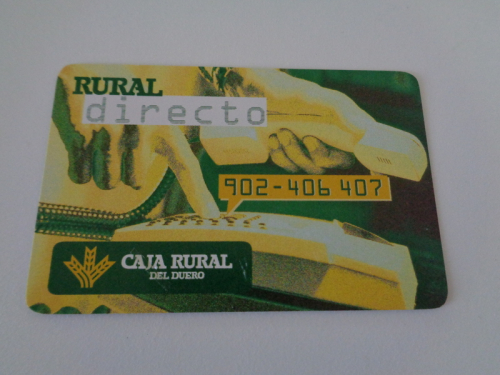 RURAL
directo
902-406 407
CAJA RURAL
DEL DUERO